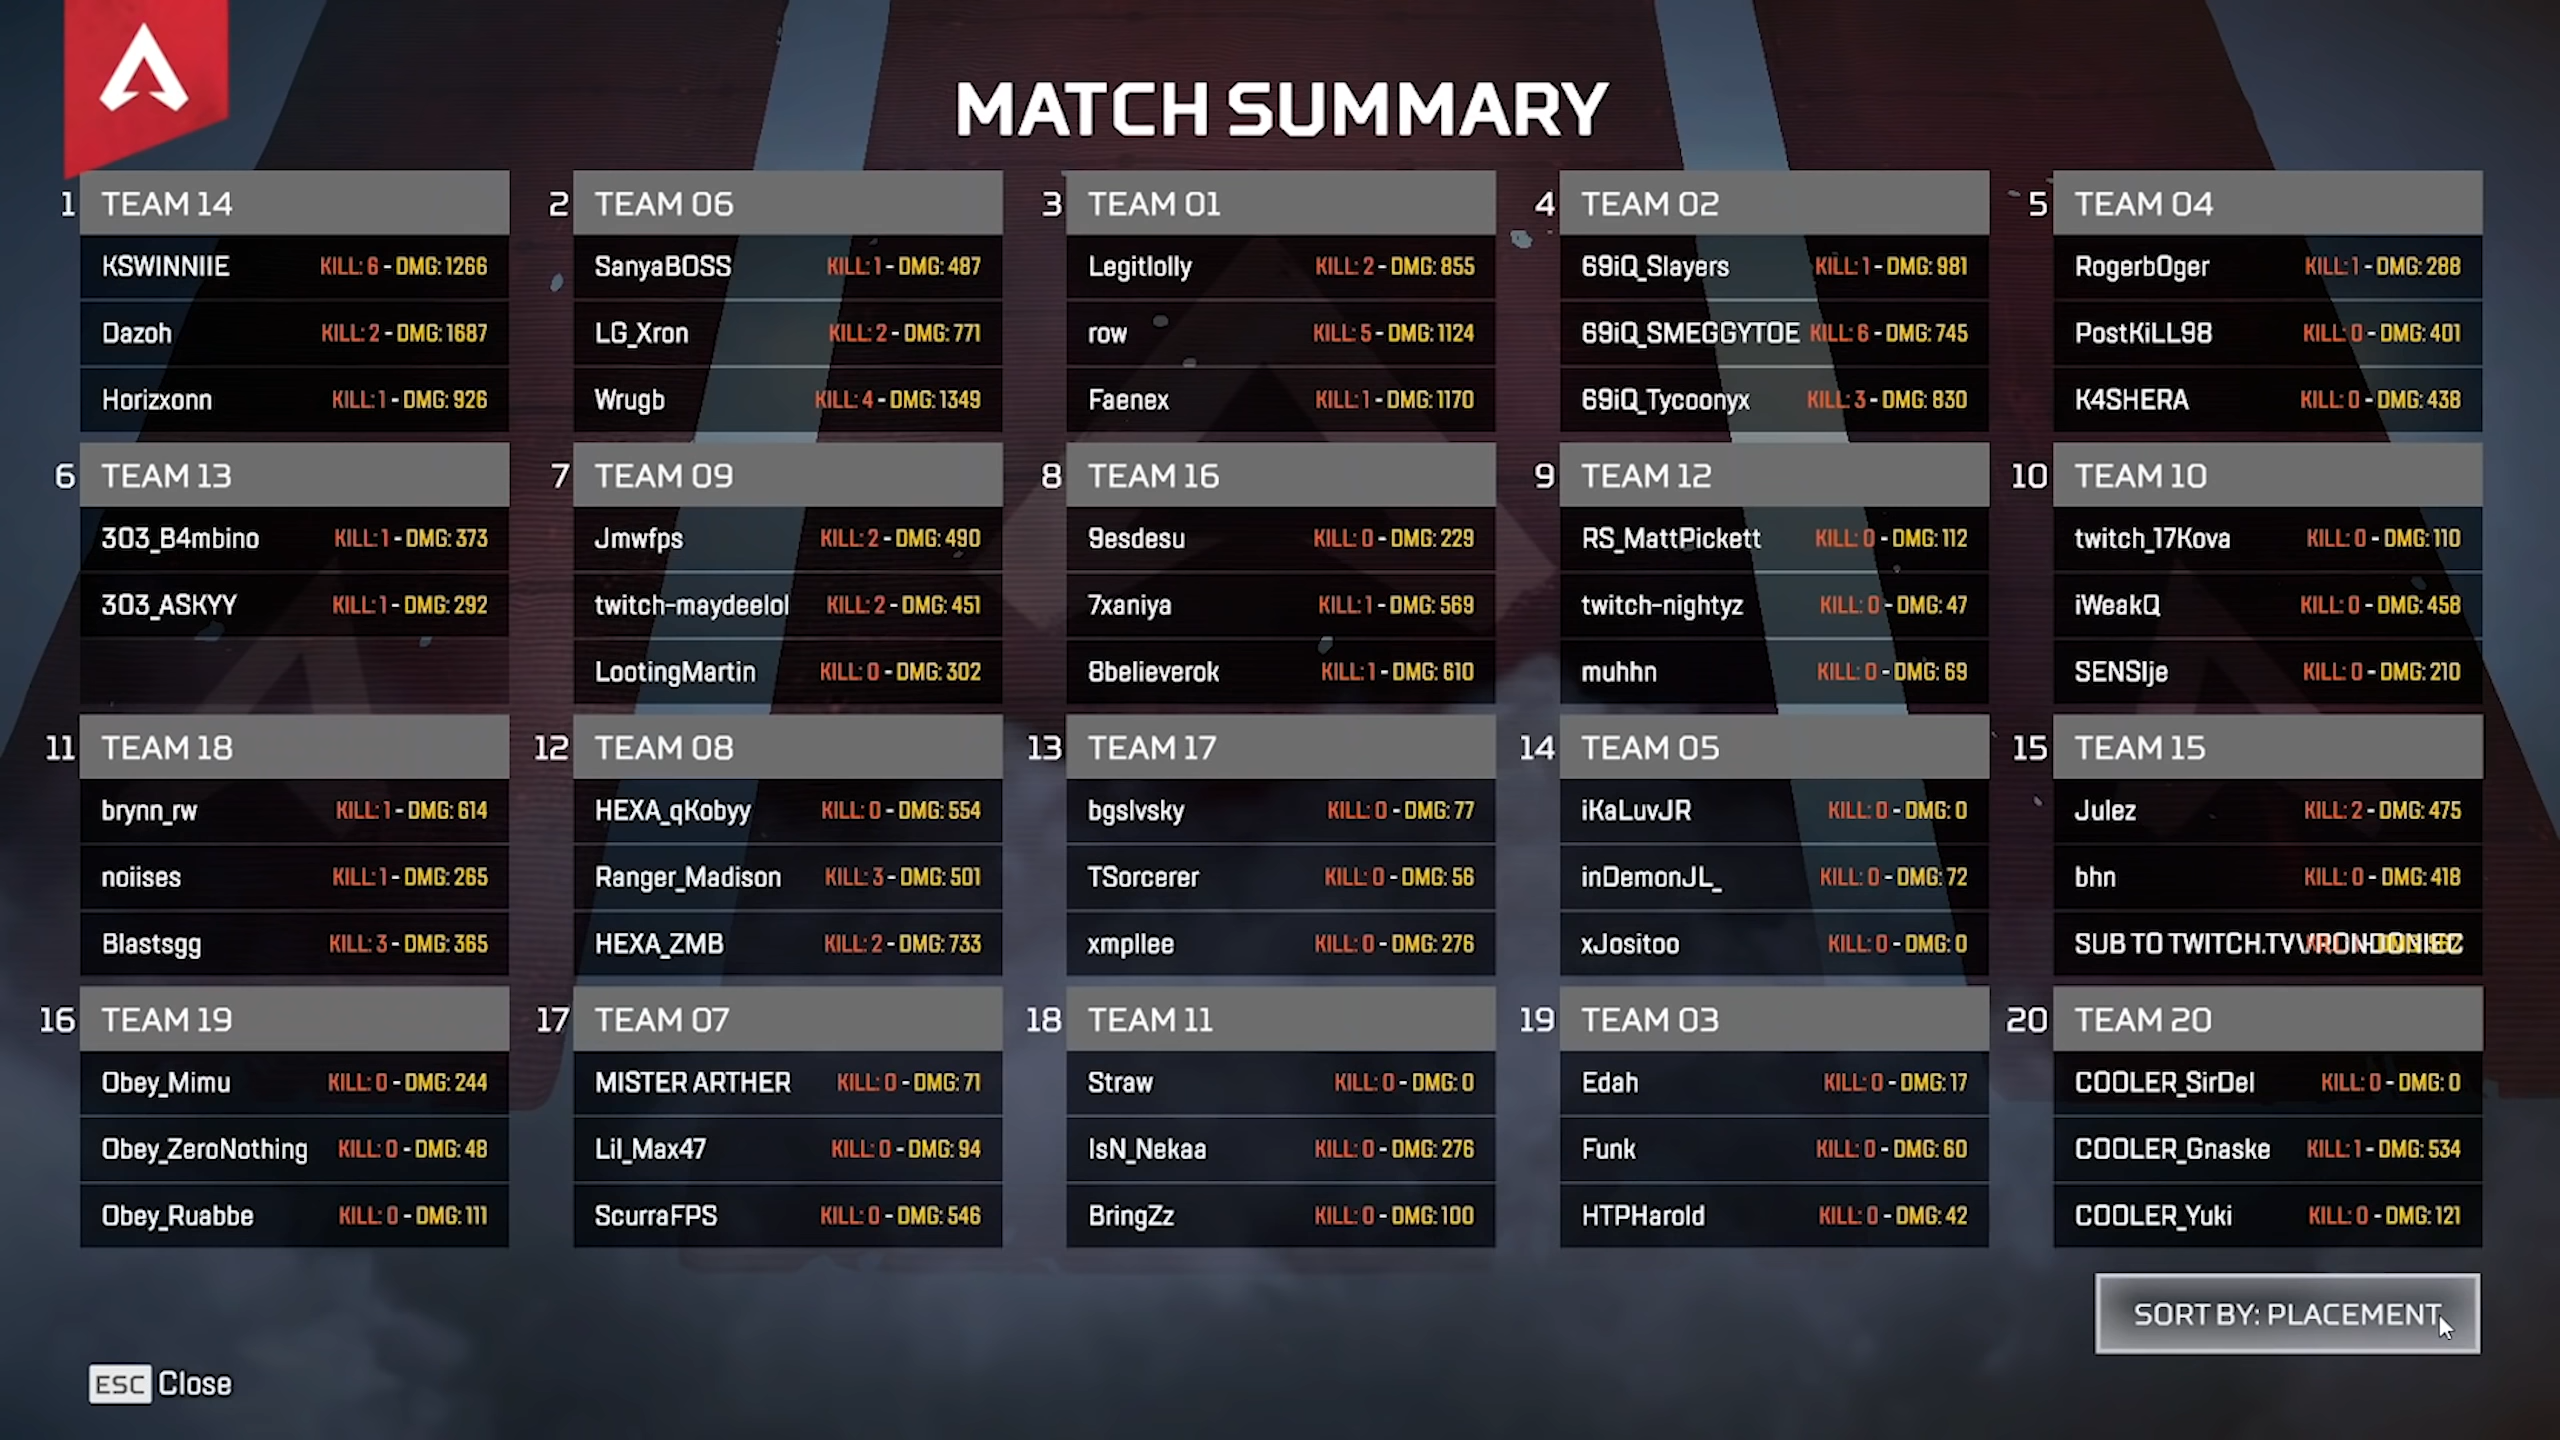 MATCH SUMMARY
1 TEAM 14
KSWINNIIE KILL: 6 - DMG: 1266
Dazoh KILL: 2 - DMG: 1687
Horizxonn KILL: 1 - DMG: 926
2 TEAM 06
SanyaBOSS KILL: 1 - DMG: 487
LG_Xron KILL: 2 - DMG: 771
Wrugb KILL: 4 - DMG: 1349
3 TEAM 01
Legitlolly KILL: 2 - DMG: 855
row KILL: 5 - DMG: 1124
Faenex KILL: 1 - DMG: 1170
4 TEAM 02
69iQ_Slayers KILL: 1 - DMG: 981
69iQ_SMEGGYTOE KILL: 6 - DMG: 745
69iQ_Tycoonyx KILL: 3 - DMG: 830
5 TEAM 04
Rogerb0ger KILL: 1 - DMG: 288
PostKiLL98 KILL: 0 - DMG: 401
K4SHERA KILL: 0 - DMG: 438
6 TEAM 13
303_B4mbino KILL: 1 - DMG: 373
303_ASKYY KILL: 1 - DMG: 292
7 TEAM 09
Jmwfps KILL: 2 - DMG: 490
twitch-maydeelol KILL: 2 - DMG: 451
LootingMartin KILL: 0 - DMG: 302
8 TEAM 16
9esdesu KILL: 0 - DMG: 229
7xaniya KILL: 1 - DMG: 569
8believerok KILL: 1 - DMG: 610
9 TEAM 12
RS_MattPickett KILL: 0 - DMG: 112
twitch-nightyz KILL: 0 - DMG: 47
muhhn KILL: 0 - DMG: 69
10 TEAM 10
twitch_17Kova KILL: 0 - DMG: 110
iWeakQ KILL: 0 - DMG: 458
SENSIje KILL: 0 - DMG: 210
11 TEAM 18
brynn_rw KILL: 1 - DMG: 614
noiises KILL: 1 - DMG: 265
Blastsgg KILL: 3 - DMG: 365
12 TEAM 08
HEXA_qKobyy KILL: 0 - DMG: 554
Ranger_Madison KILL: 3 - DMG: 501
HEXA_ZMB KILL: 2 - DMG: 733
13 TEAM 17
bgslvsky KILL: 0 - DMG: 77
TSorcerer KILL: 0 - DMG: 56
xmpllee KILL: 0 - DMG: 276
14 TEAM 05
iKaLuvJR KILL: 0 - DMG: 0
inDemonJL_ KILL: 0 - DMG: 72
xJositoo KILL: 0 - DMG: 0
15 TEAM 15
Julez KILL: 2 - DMG: 475
bhn KILL: 0 - DMG: 418
SUB TO
16 TEAM 19
Obey_Mimu KILL: 0 - DMG: 244
Obey_ZeroNothing KILL: 0 - DMG: 48
Obey_Ruabbe KILL: 0 - DMG: 111
17 TEAM 07
MISTER ARTHER KILL: 0 - DMG: 71
Lil_Max47 KILL: 0 - DMG: 94
ScurraFPS KILL: 0 - DMG: 546
18 TEAM 11
Straw KILL: 0 - DMG: 0
IsN_Nekaa KILL: 0 - DMG: 276
BringZz KILL: 0 - DMG: 100
19 TEAM 03
Edah KILL: 0 - DMG: 17
Funk KILL: 0 - DMG: 60
HTPHarold KILL: 0 - DMG: 42
20 TEAM 20
COOLER_SirDel KILL: 0 - DMG: 0
COOLER_Gnaske KILL: 1 - DMG: 534
COOLER_Yuki KILL: 0 - DMG: 121
SORT BY: PLACEMENT
ESC Close